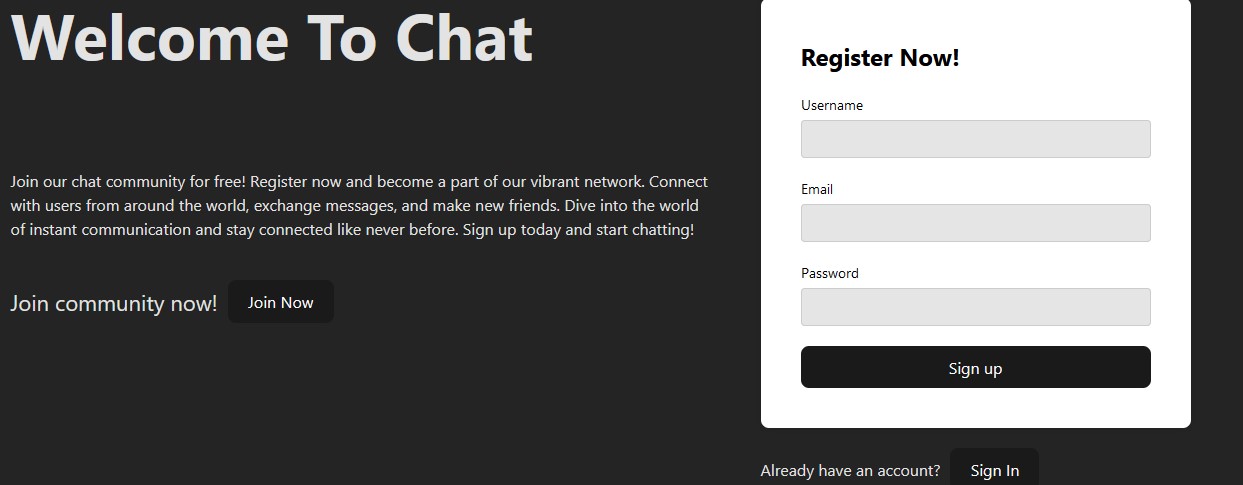 Welcome To Chat
Join our chat community for free! Register now and become a part of our vibrant network. Connect
with users from around the world, exchange messages, and make new friends. Dive into the world
of instant communication and stay connected like never before. Sign up today and start chatting!
Join community now! Join Now
Register Now!
Username
Email
Password
Sign up
Already have an account? Sign In